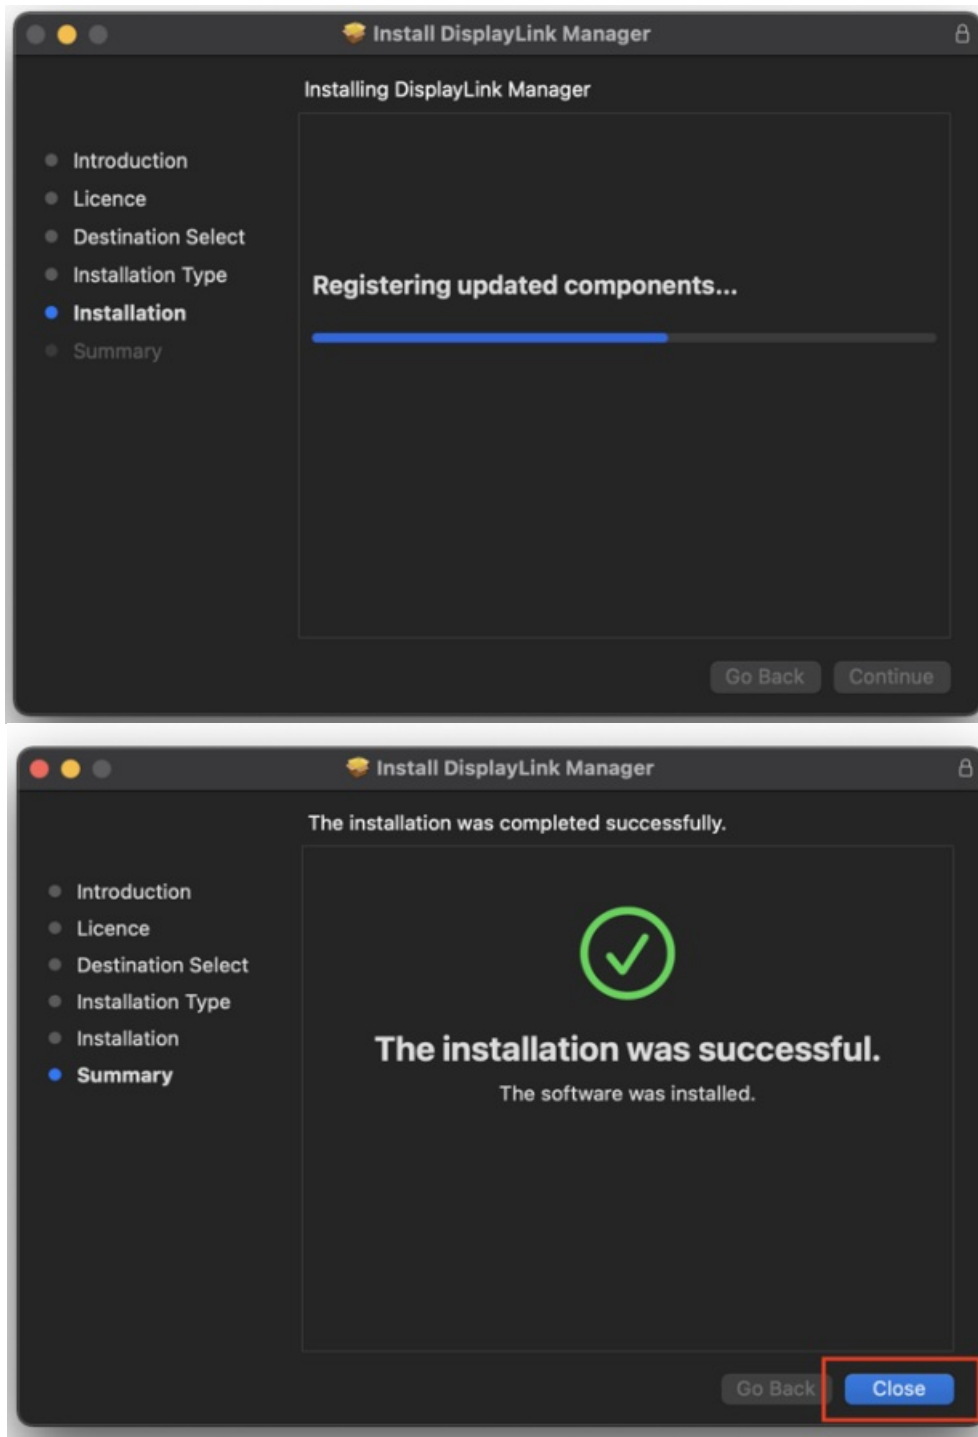 Install DisplayLink Manager
Installing DisplayLink Manager
Introduction
Licence
Destination Select
Installation Type
Installation
Summary
Registering updated components...
Go Back
Continue
Install DisplayLink Manager
The installation was completed successfully.
Introduction
Licence
Destination Select
Installation Type
Installation
Summary
The installation was successful.
The software was installed.
Go Back
Close